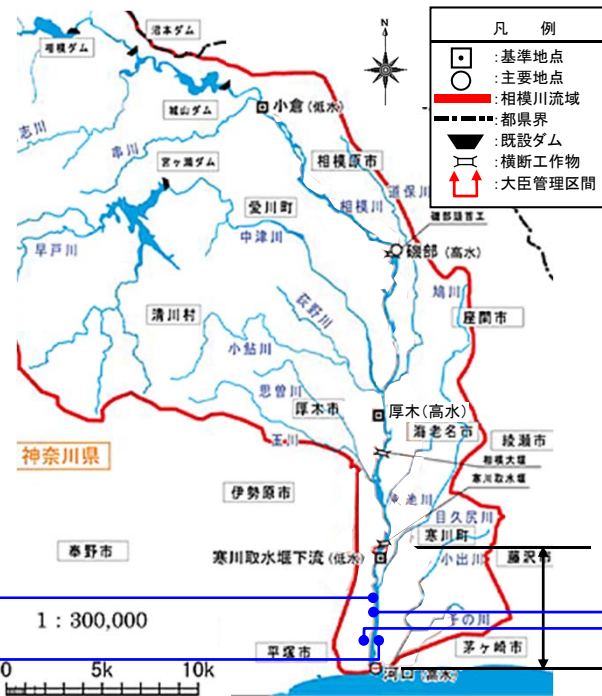 凡 例
:基準地点
:主要地点
:相模川流域
:都県界
:既設ダム
:横断工作物
:大臣管理区間
N
沼本ダム
相模ダム
城山ダム
小倉(低水)
志川
串川
宮ヶ瀬ダム
相模原市
道保川
愛川町
相模川
磯部頭首工
中津川
早戸川
磯部(高水)
鳩川
荻野川
清川村
座間市
小鮎川
恩曽川
厚木市
厚木(高水)
海老名市
玉川
綾瀬市
神奈川県
相模大堰
寒川取水堰
伊勢原市
永池川
目久尻川
寒川町
秦野市
寒川取水堰下流(低水)
小出川
藤沢市
1:300,000
千の川
平塚市
茅ヶ崎市
河口(高水)
0 5k 10k